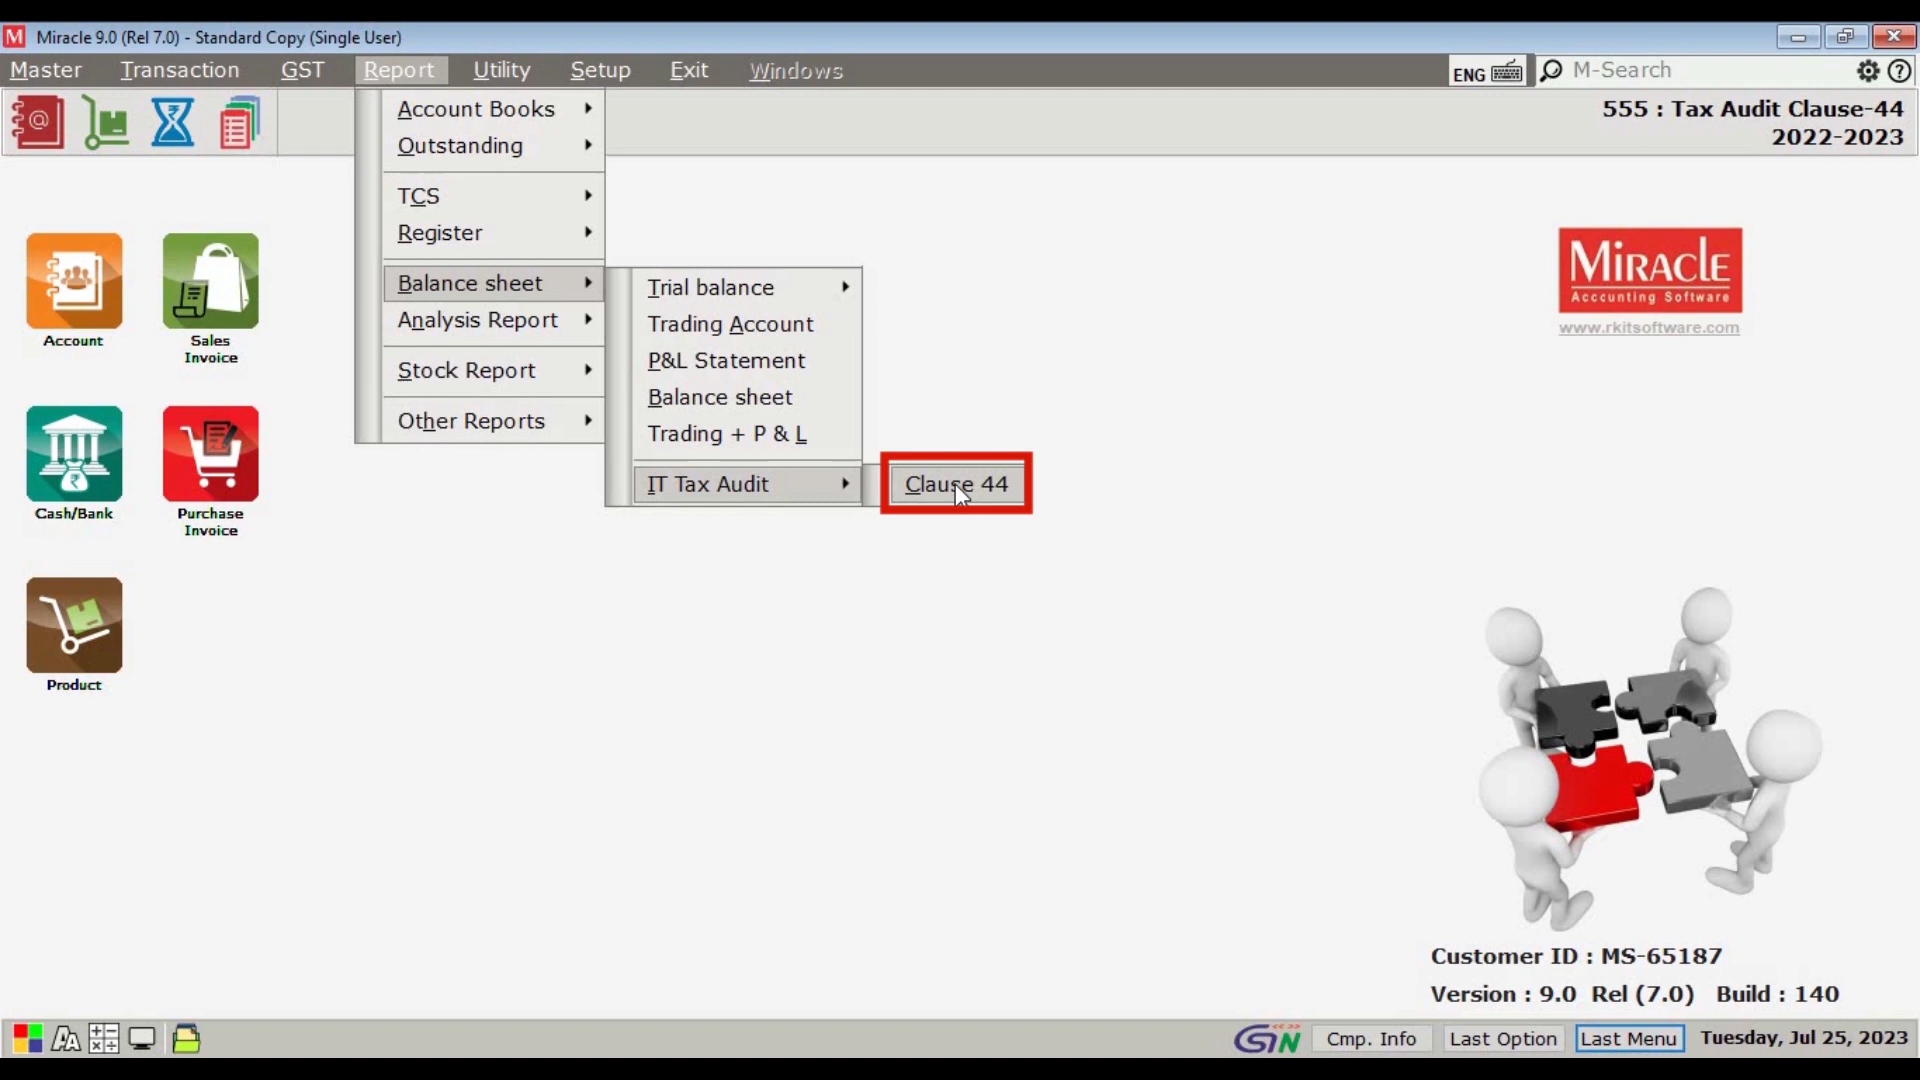 Miracle 9.0 (Rel 7.0) - Standard Copy (Single User)
Master Transaction GST Report Utility Setup Exit Windows
ENG
M-Search
555 : Tax Audit Clause-44
2022-2023
Account Books
Outstanding
TCS
Register
Balance sheet
Analysis Report
Stock Report
Other Reports
Trial balance
Trading Account
P&L Statement
Balance sheet
Trading + P & L
IT Tax Audit
Clause 44
Account
Sales
Invoice
Cash/Bank
Purchase
Invoice
Product
MIRACLE
Accounting Software
www.rkitsoftware.com
Customer ID : MS-65187
Version : 9.0 Rel (7.0) Build : 140
GSTN
Cmp. Info
Last Option
Last Menu
Tuesday, Jul 25, 2023